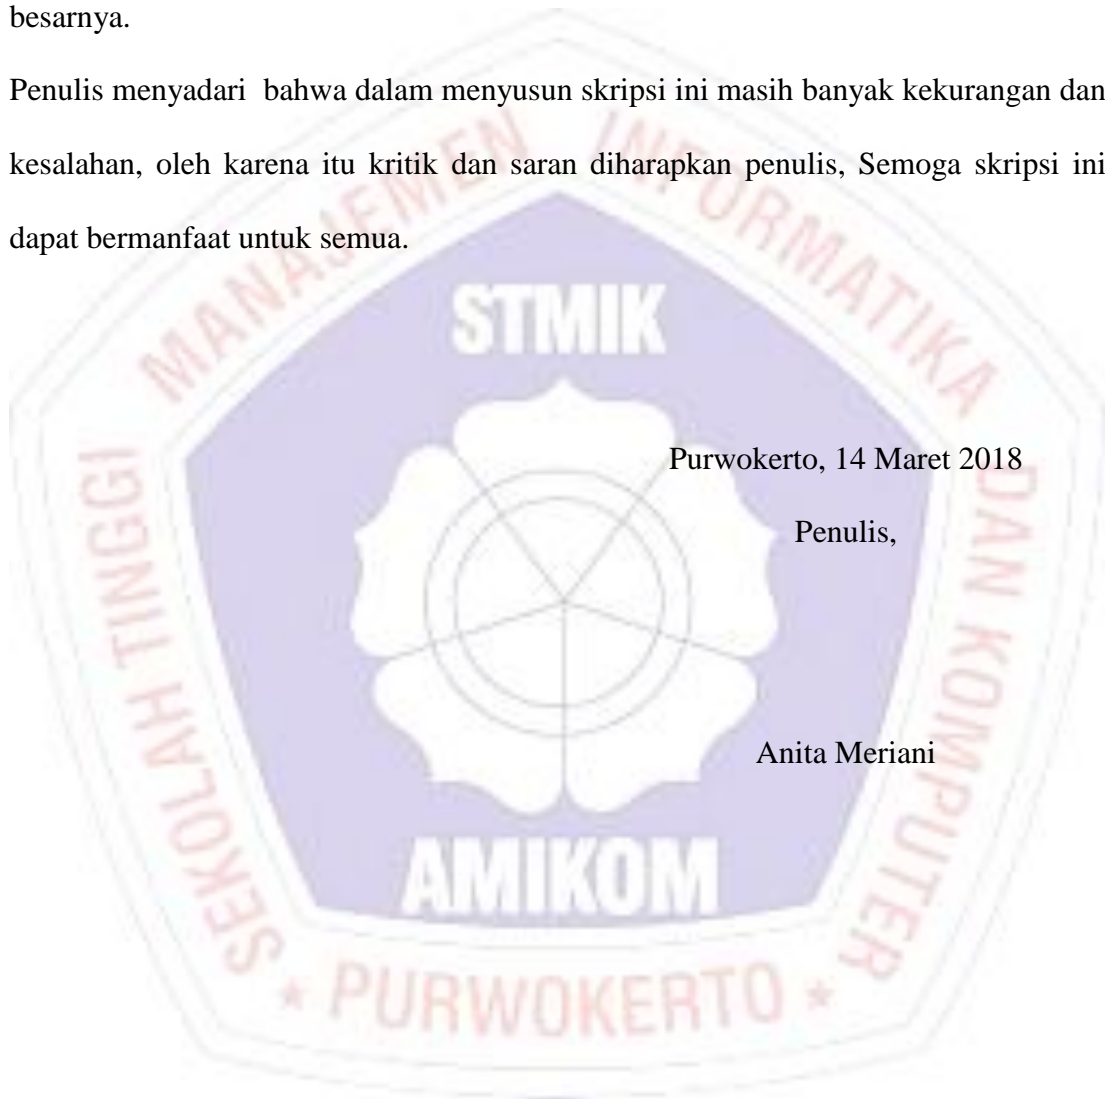 besarnya.
Penulis menyadari  bahwa dalam menyusun skripsi ini masih banyak kekurangan dan
kesalahan, oleh karena itu kritik dan saran diharapkan penulis, Semoga skripsi ini
dapat bermanfaat untuk semua.
SEKOLAH TINGGI MANAJEMEN INFORMATIKA DAN KOMPUTER
STMIK
Purwokerto, 14 Maret 2018
Penulis,
Anita Meriani
AMIKOM
* PURWOKERTO *